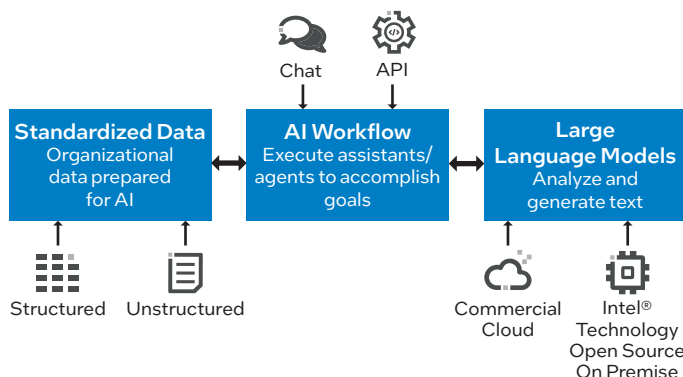 Chat
API
Standardized Data
Organizational
data prepared
for AI
AI Workflow
Execute assistants/
agents to accomplish
goals
Large
Language Models
Analyze and
generate text
Structured
Unstructured
Commercial
Cloud
Intel®
Technology
Open Source
On Premise